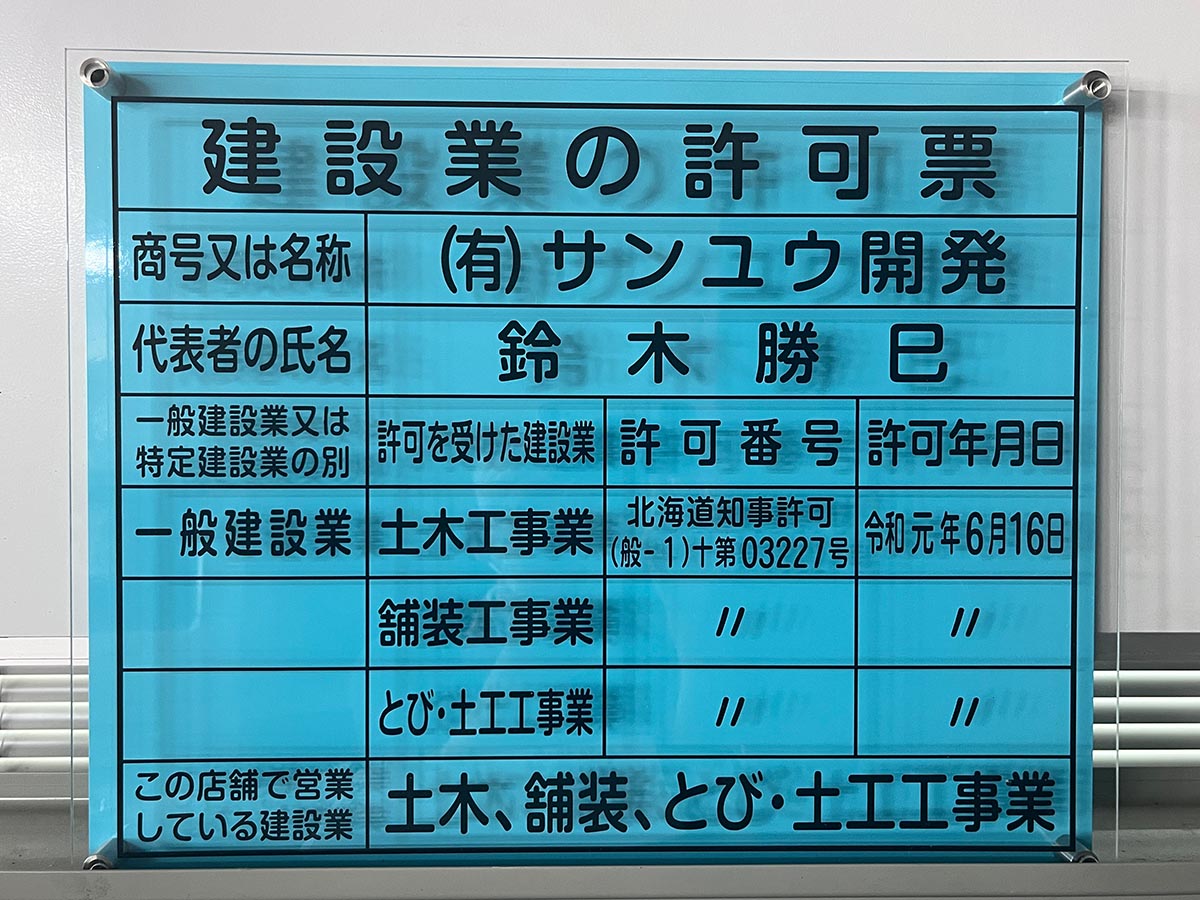 建設業の許可票
商号又は名称
(有)サンユウ開発
代表者の氏名
鈴木勝巳
一般建設業又は
特定建設業の別
許可を受けた建設業
許可番号
許可年月日
一般建設業
土木工事業
北海道知事許可
(般-1)十第03227号
令和元年6月16日
舗装工事業
〃
〃
とび・土工工事業
〃
〃
この店舗で営業
している建設業
土木、舗装、とび・土工工事業